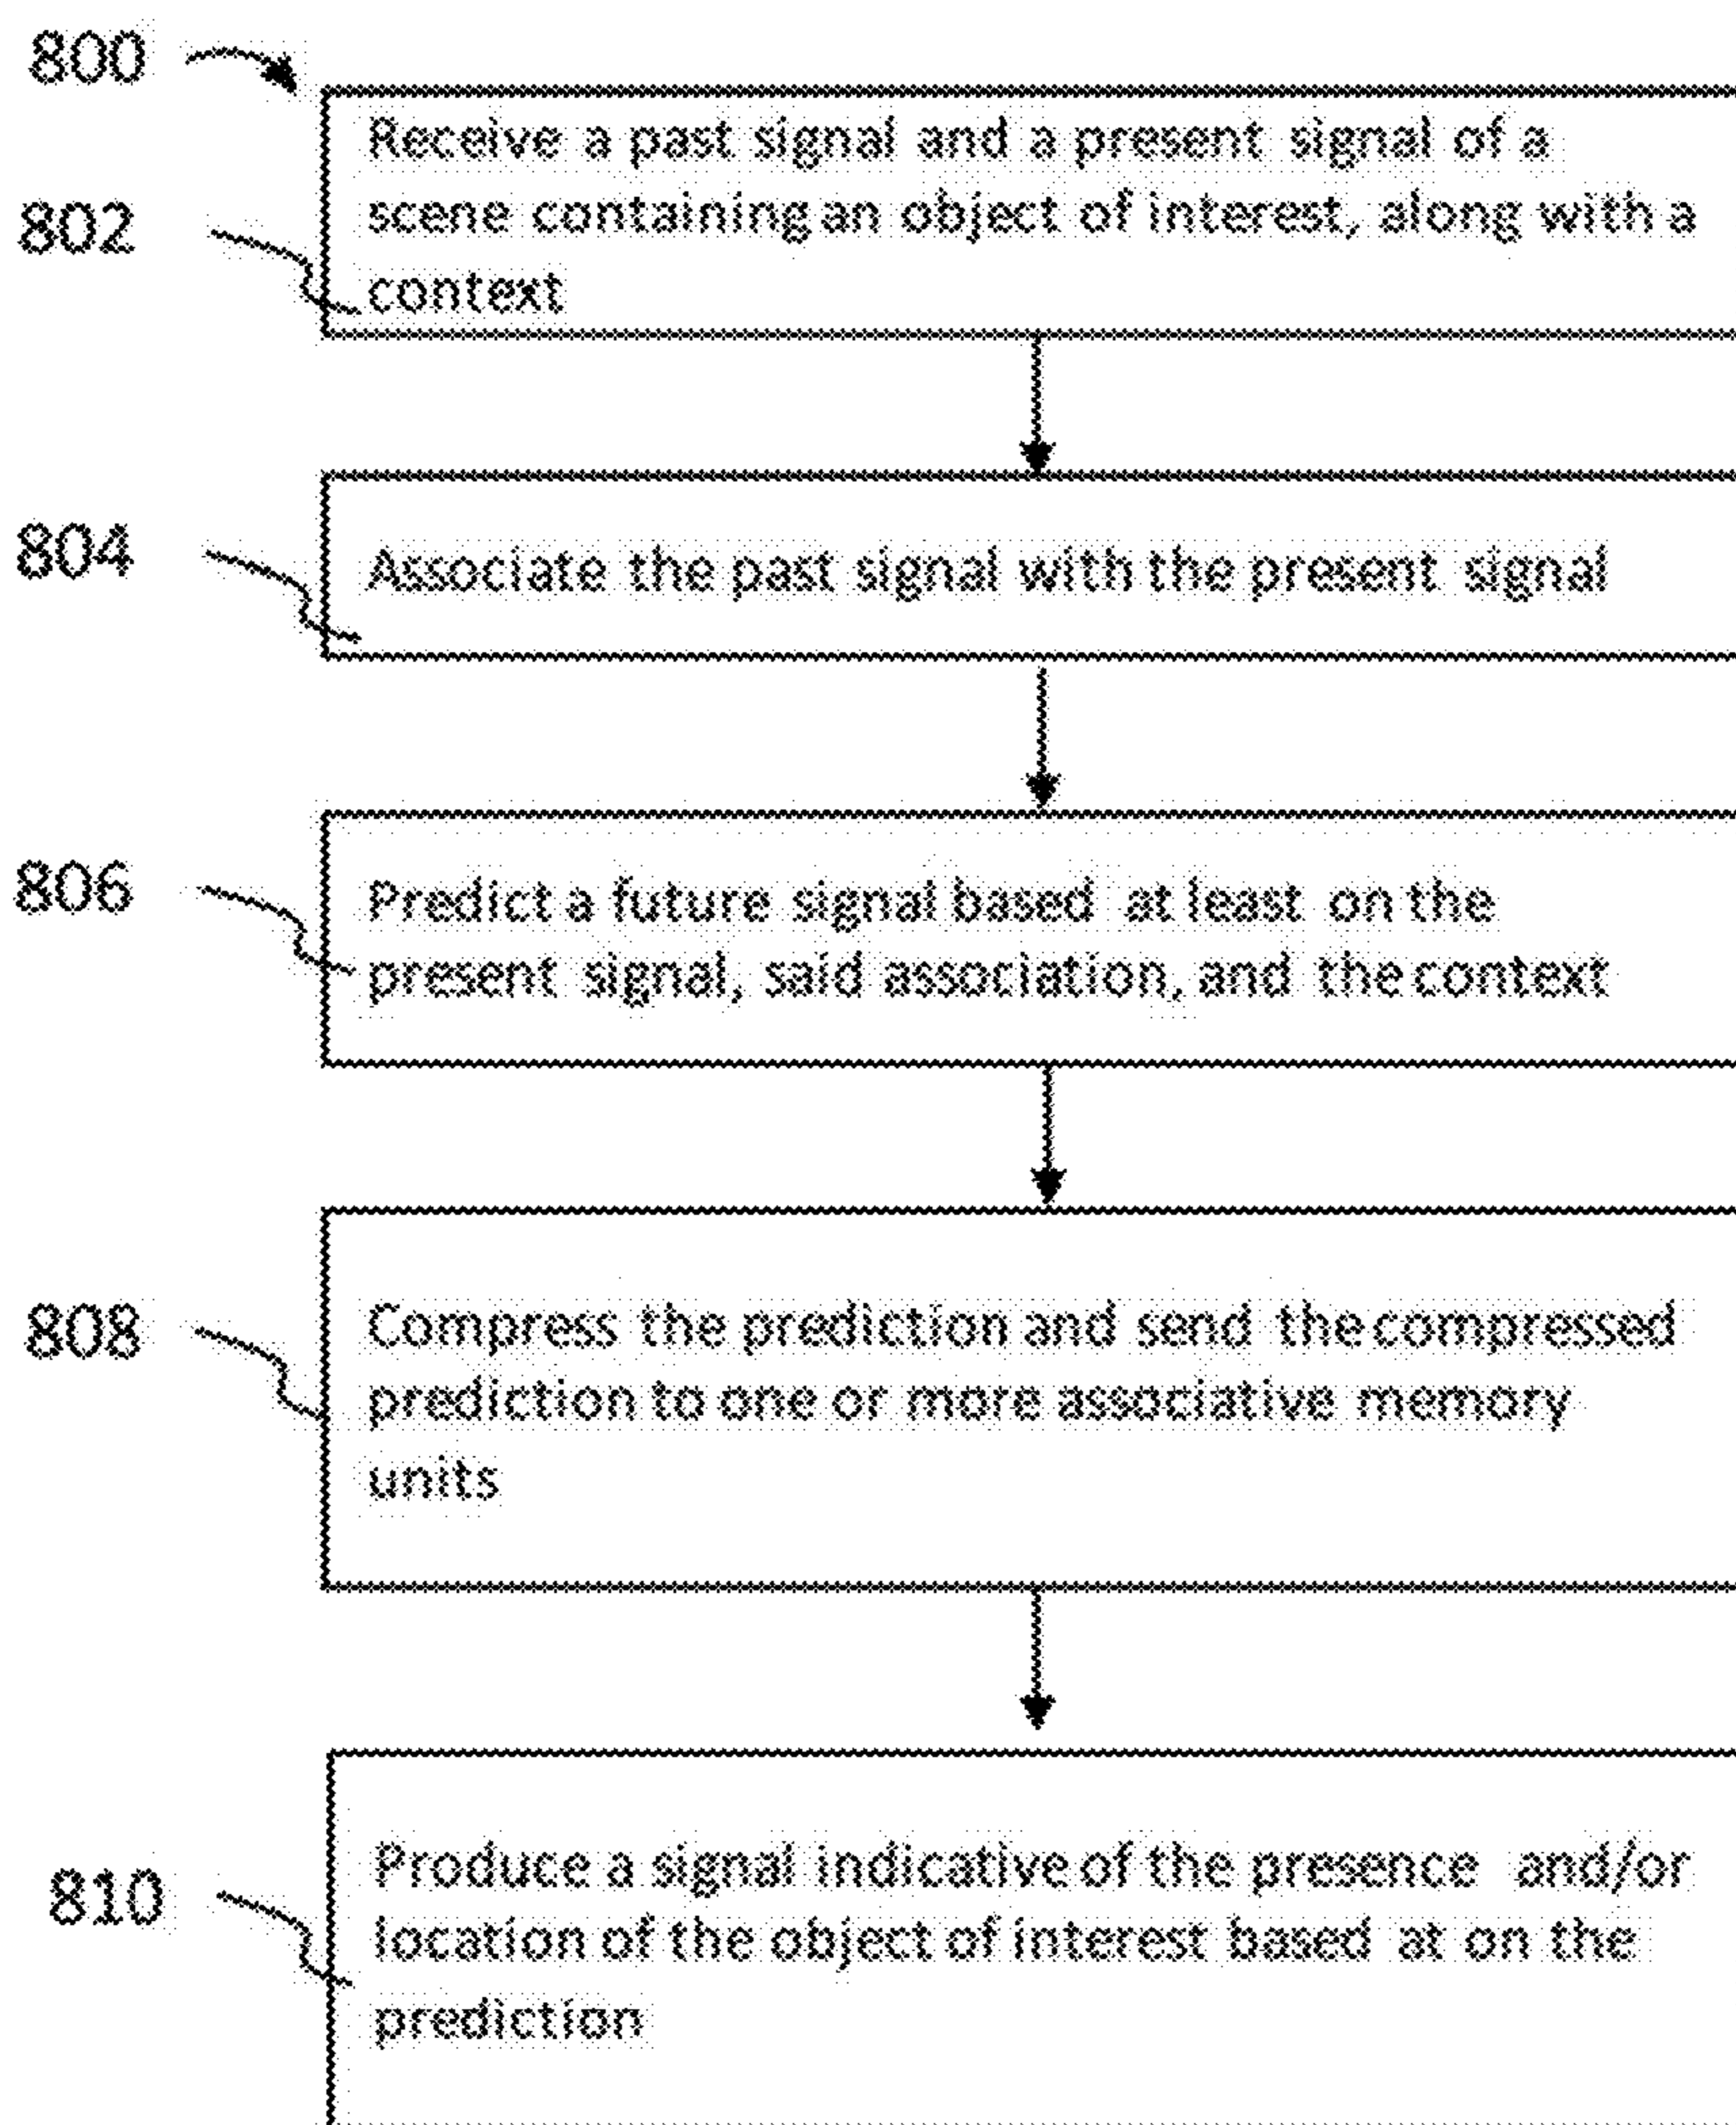 800
Receive a past signal and a present signal of a
802
scene containing an object of interest, along with a
context
804
Associate the past signal with the present signal
806
Predict a future signal based at least on the
present signal, said association, and the context
808
Compress the prediction and send the compressed
prediction to one or more associative memory
units
810
Produce a signal indicative of the presence and/or
location of the object of interest based at on the
prediction